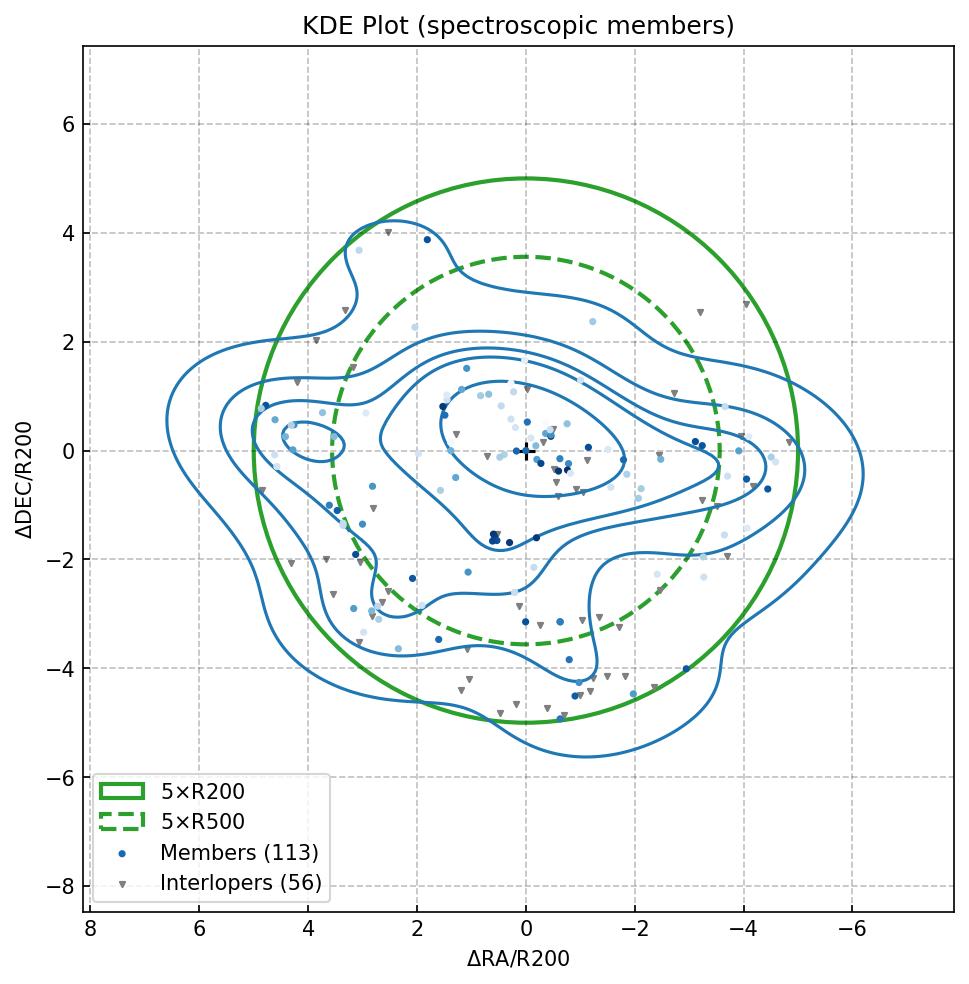 KDE Plot (spectroscopic members)
6
4
2
0
−2
−4
−6
−8
ΔDEC/R200
5×R200
5×R500
Members (113)
Interlopers (56)
8
6
4
2
0
−2
−4
−6
ΔRA/R200